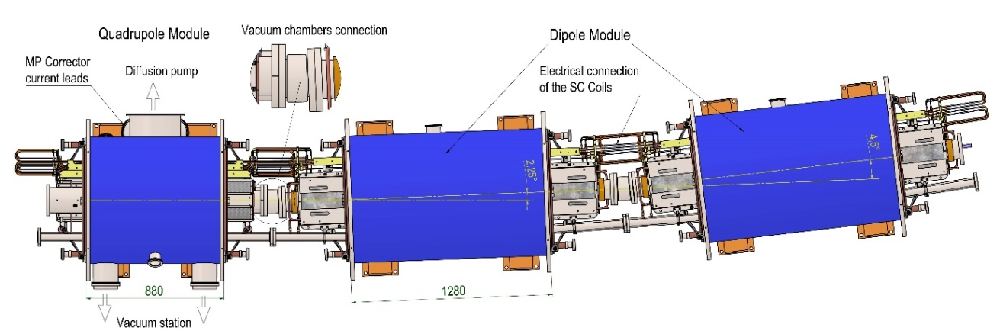 Quadrupole Module
Vacuum chambers connection
Dipole Module
MP Corrector
current leads
Diffusion pump
Electrical connection
of the SC Coils
2,25°
4,5°
880
1280
Vacuum station